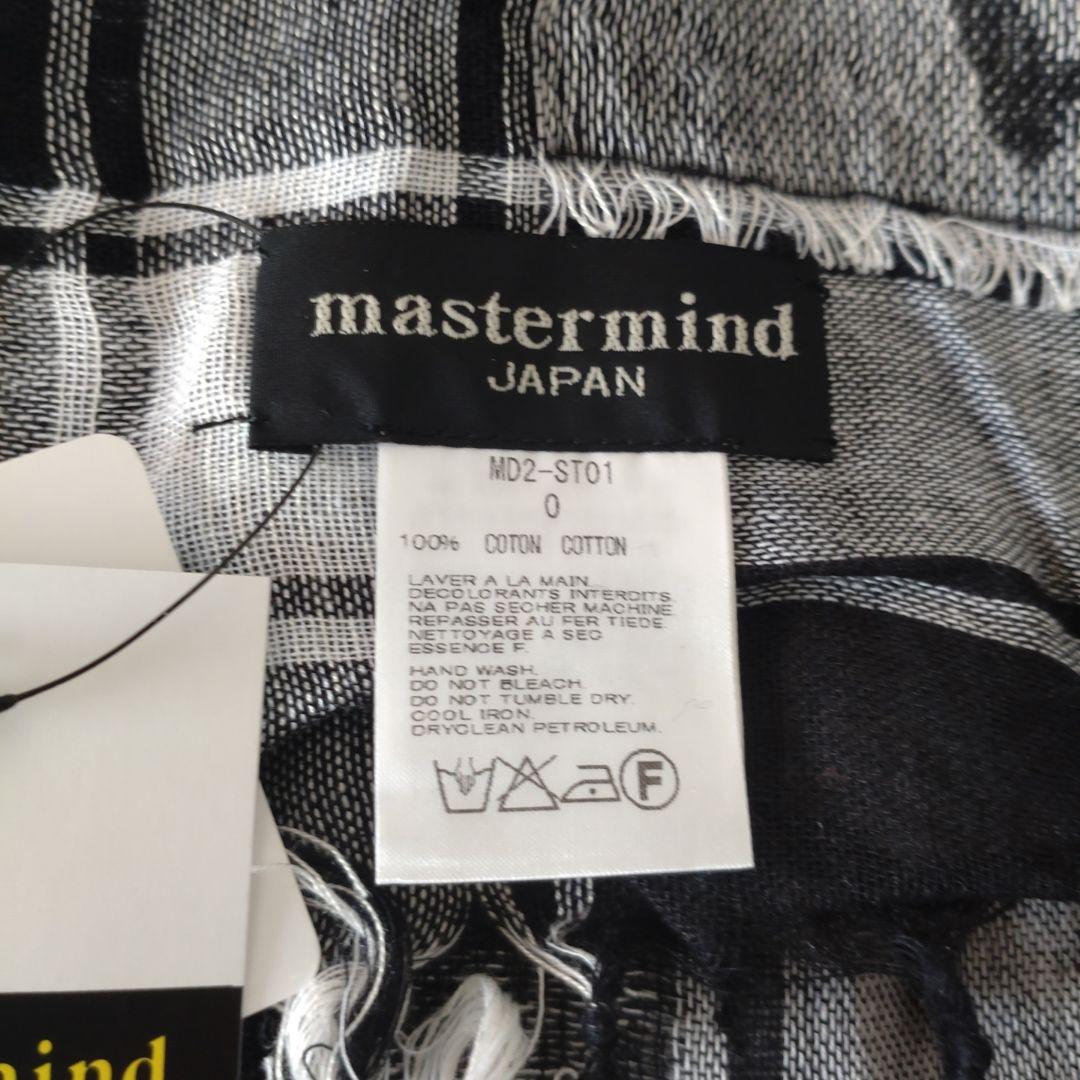 mastermind
JAPAN
MD2-ST01
0
100% COTON COTTON
LAVER A LA MAIN.
DECOLORANTS INTERDITS.
NA PAS SECHER MACHINE.
REPASSER AU FER TIEDE.
NETTOYAGE A SEC
ESSENCE F.
HAND WASH.
DO NOT BLEACH.
DO NOT TUMBLE DRY.
COOL IRON.
DRYCLEAN PETROLEUM.
F
mind